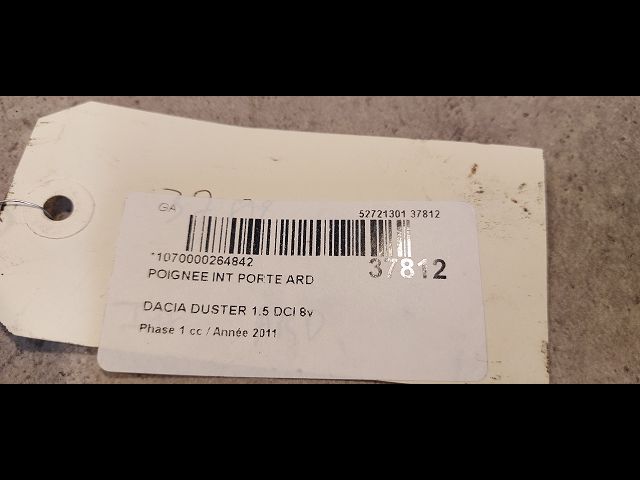 GA
52721301 37812
*1070000264842
37812
POIGNEE INT PORTE ARD
DACIA DUSTER 1.5 DCI 8v
Phase 1 cc / Année 2011